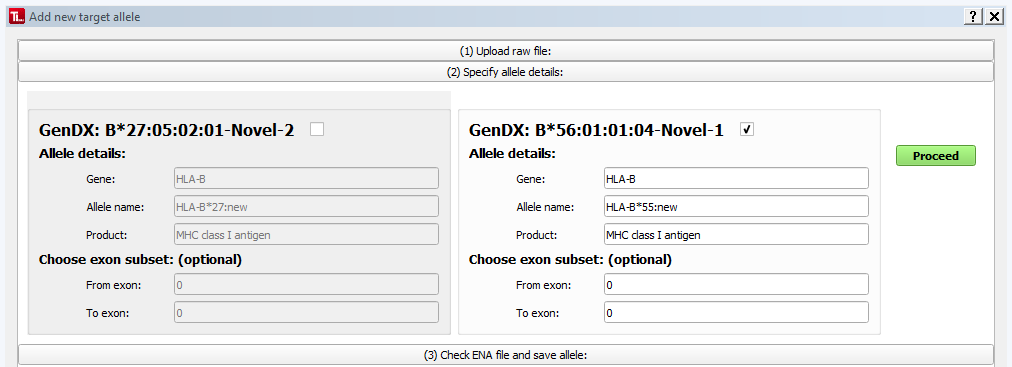 Ti... Add new target allele ? ✕
(1) Upload raw file:
(2) Specify allele details:
GenDX: B*27:05:02:01-Novel-2
Allele details:
Gene: HLA-B
Allele name: HLA-B*27:new
Product: MHC class I antigen
Choose exon subset: (optional)
From exon: 0
To exon: 0
GenDX: B*56:01:01:04-Novel-1 ✔
Allele details:
Gene: HLA-B
Allele name: HLA-B*55:new
Product: MHC class I antigen
Choose exon subset: (optional)
From exon: 0
To exon: 0
Proceed
(3) Check ENA file and save allele: